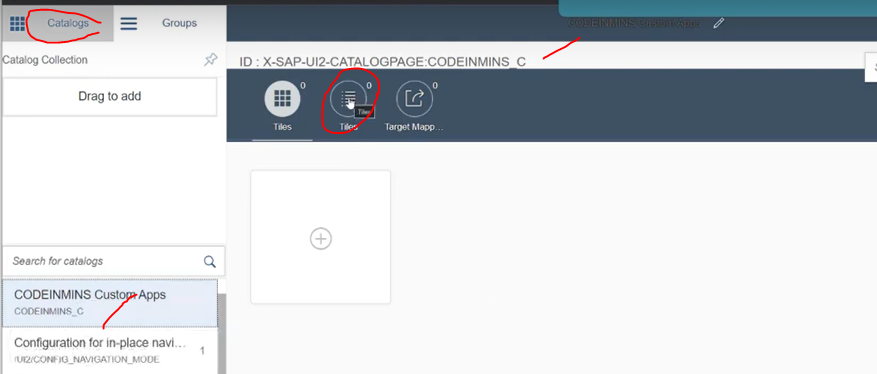 Catalogs
Groups
CODEINMINS Custom Apps
Catalog Collection
ID : X-SAP-UI2-CATALOGPAGE:CODEINMINS_C
Drag to add
0
0
0
Tiles
Tiles
Tiles
Target Mapp...
Search for catalogs
CODEINMINS Custom Apps
CODEINMINS_C
Configuration for in-place navi...
1
/UI2/CONFIG_NAVIGATION_MODE